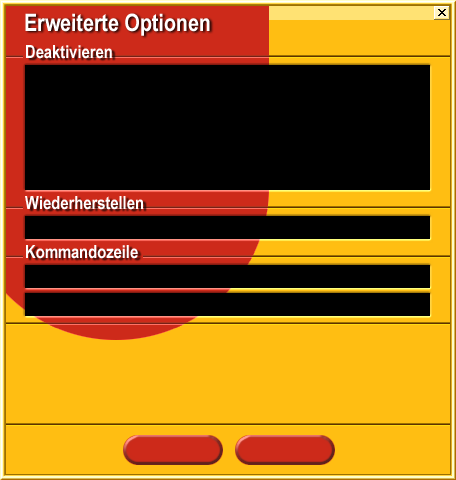 Erweiterte Optionen
Deaktivieren
Wiederherstellen
Kommandozeile